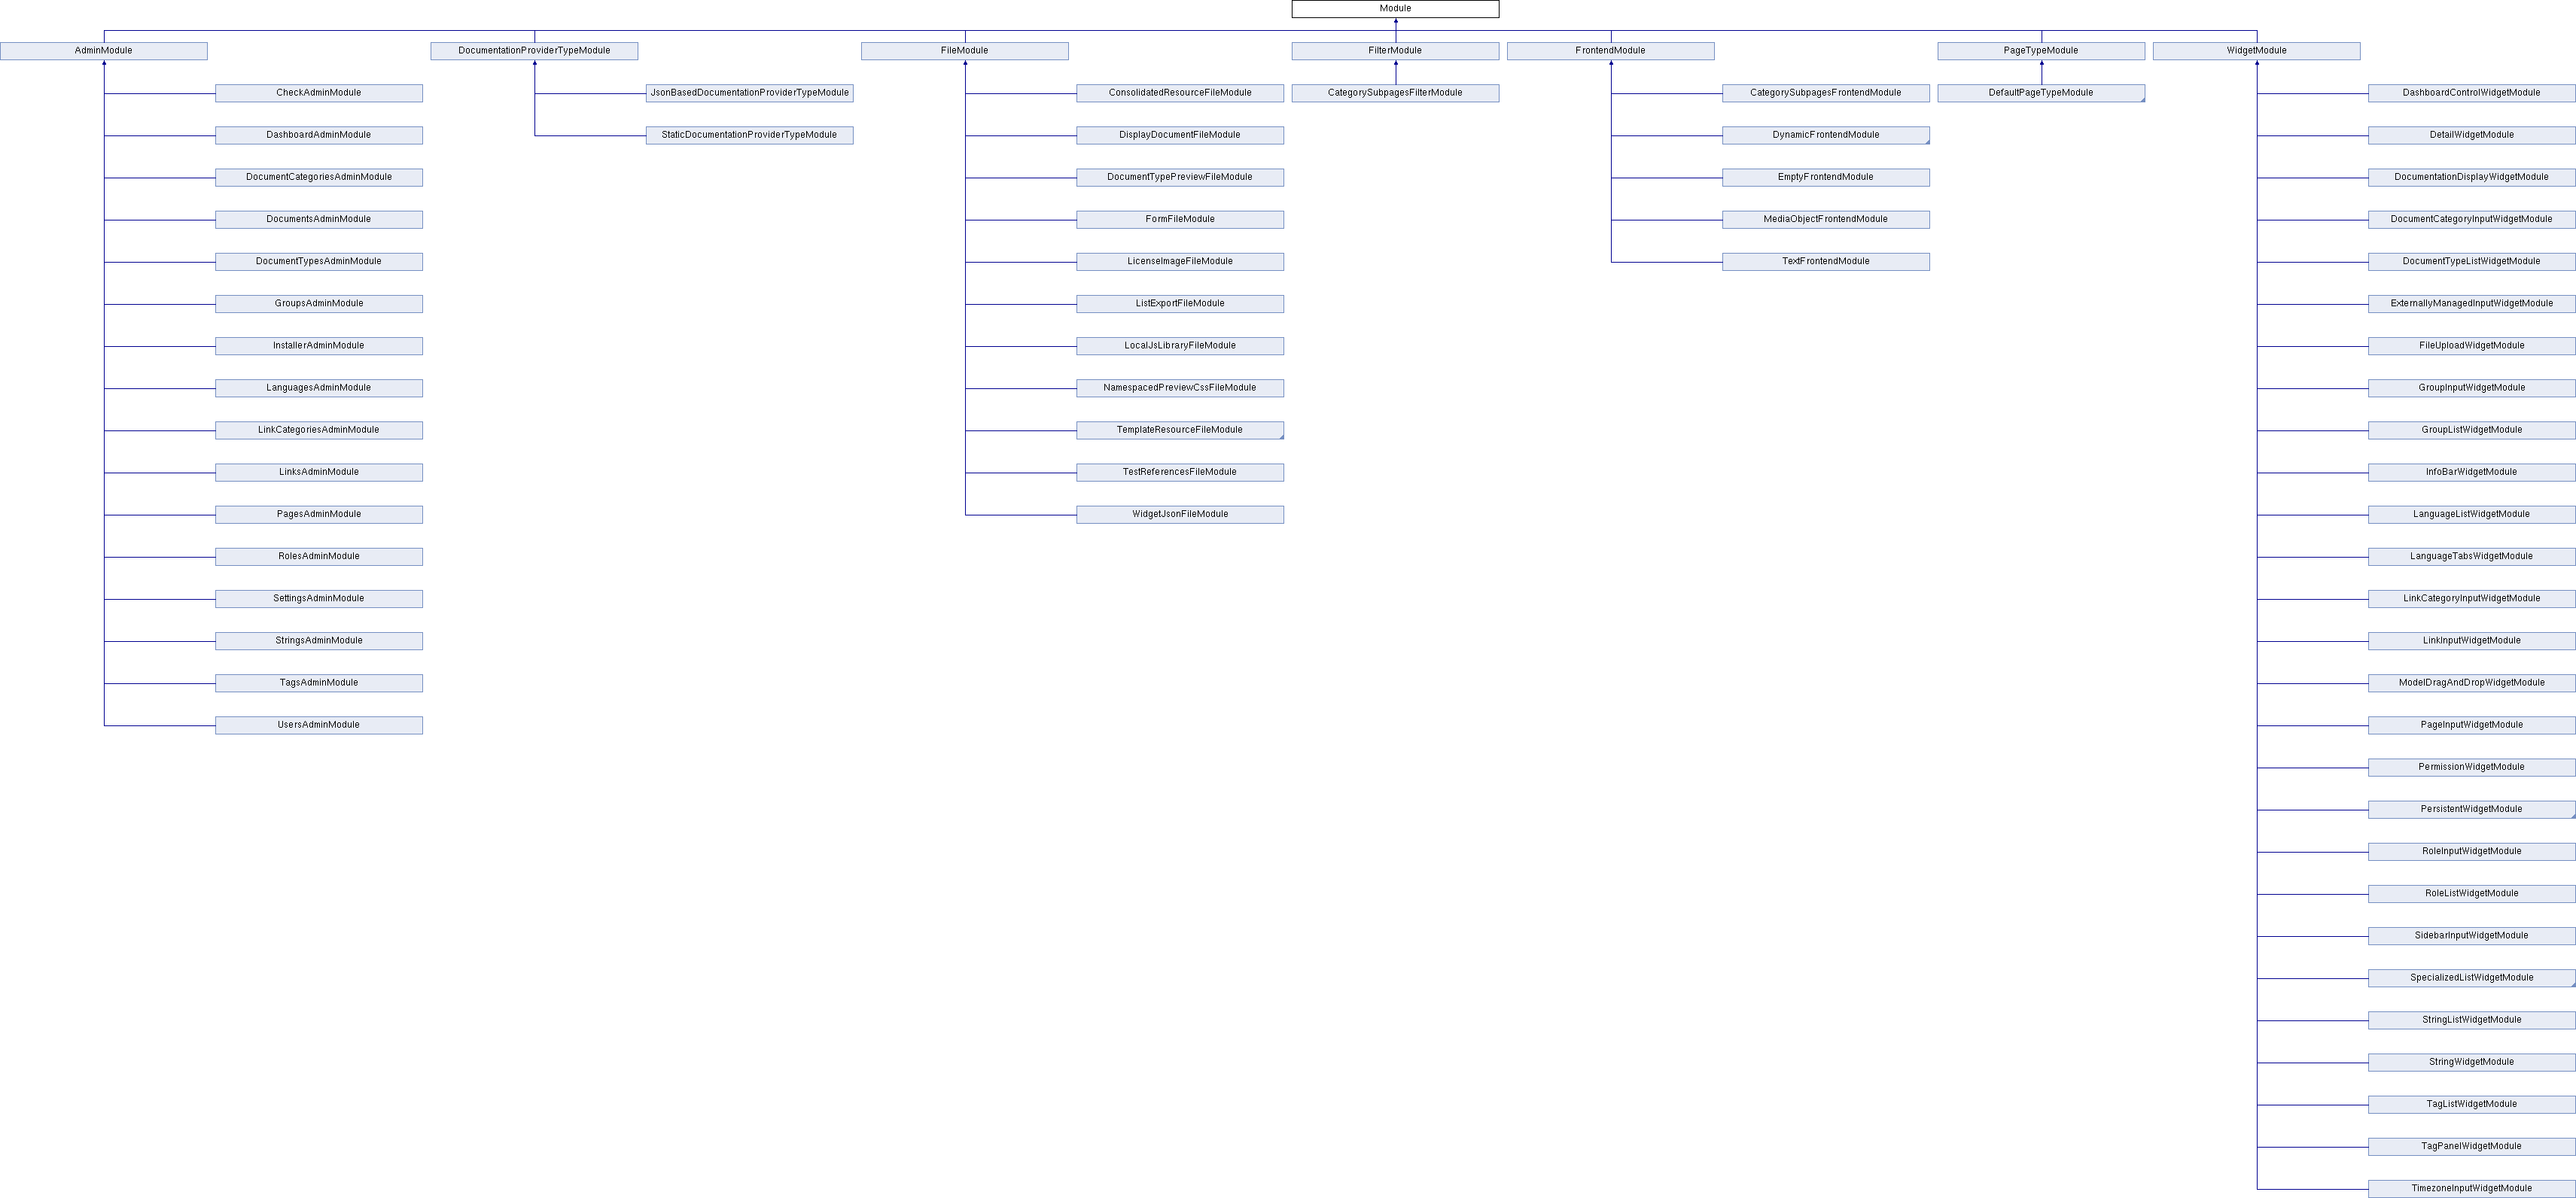 Module
AdminModule
DocumentationProviderTypeModule
FileModule
FilterModule
FrontendModule
PageTypeModule
WidgetModule
CheckAdminModule
DashboardAdminModule
DocumentCategoriesAdminModule
DocumentsAdminModule
DocumentTypesAdminModule
GroupsAdminModule
InstallerAdminModule
LanguagesAdminModule
LinkCategoriesAdminModule
LinksAdminModule
PagesAdminModule
RolesAdminModule
SettingsAdminModule
StringsAdminModule
TagsAdminModule
UsersAdminModule
JsonBasedDocumentationProviderTypeModule
StaticDocumentationProviderTypeModule
ConsolidatedResourceFileModule
DisplayDocumentFileModule
DocumentTypePreviewFileModule
FormFileModule
LicenseImageFileModule
ListExportFileModule
LocalJsLibraryFileModule
NamespacedPreviewCssFileModule
TemplateResourceFileModule
TestReferencesFileModule
WidgetJsonFileModule
CategorySubpagesFilterModule
CategorySubpagesFrontendModule
DynamicFrontendModule
EmptyFrontendModule
MediaObjectFrontendModule
TextFrontendModule
DefaultPageTypeModule
DashboardControlWidgetModule
DetailWidgetModule
DocumentationDisplayWidgetModule
DocumentCategoryInputWidgetModule
DocumentTypeListWidgetModule
ExternallyManagedInputWidgetModule
FileUploadWidgetModule
GroupInputWidgetModule
GroupListWidgetModule
InfoBarWidgetModule
LanguageListWidgetModule
LanguageTabsWidgetModule
LinkCategoryInputWidgetModule
LinkInputWidgetModule
ModelDragAndDropWidgetModule
PageInputWidgetModule
PermissionWidgetModule
PersistentWidgetModule
RoleInputWidgetModule
RoleListWidgetModule
SidebarInputWidgetModule
SpecializedListWidgetModule
StringListWidgetModule
StringWidgetModule
TagListWidgetModule
TagPanelWidgetModule
TimezoneInputWidgetModule